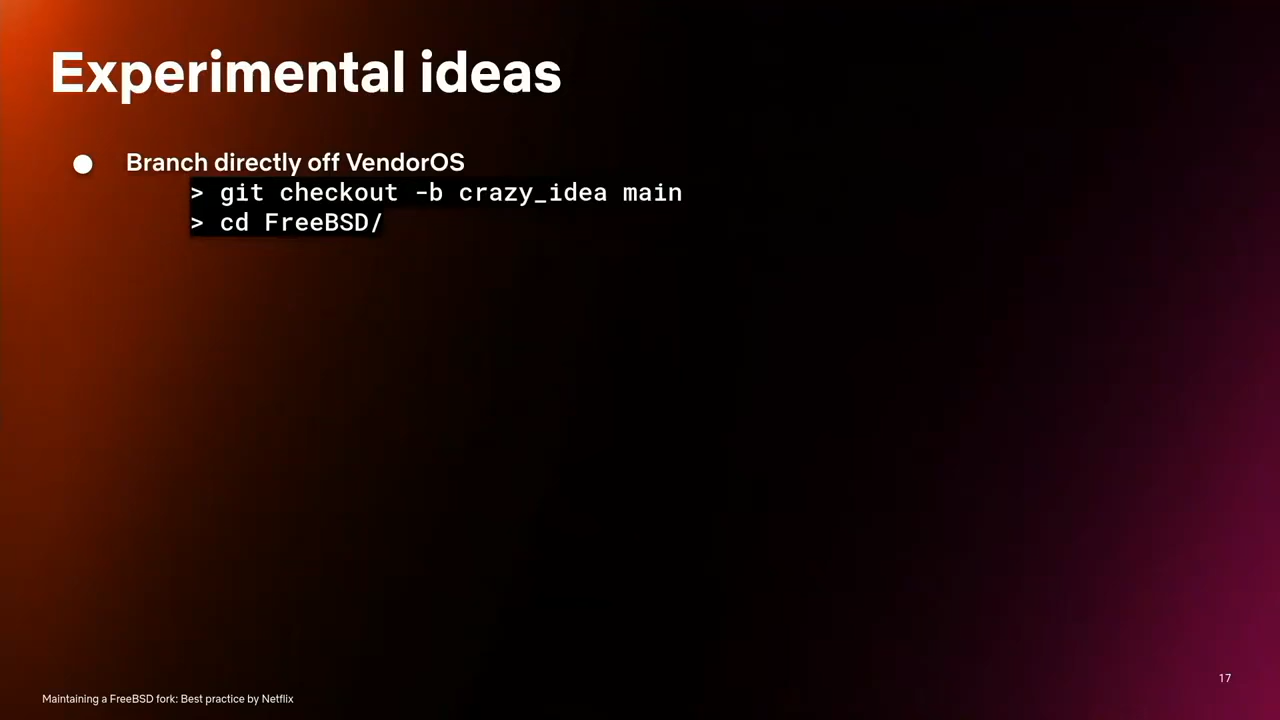 Experimental ideas
● Branch directly off VendorOS
> git checkout -b crazy_idea main
> cd FreeBSD/
17
Maintaining a FreeBSD fork: Best practice by Netflix